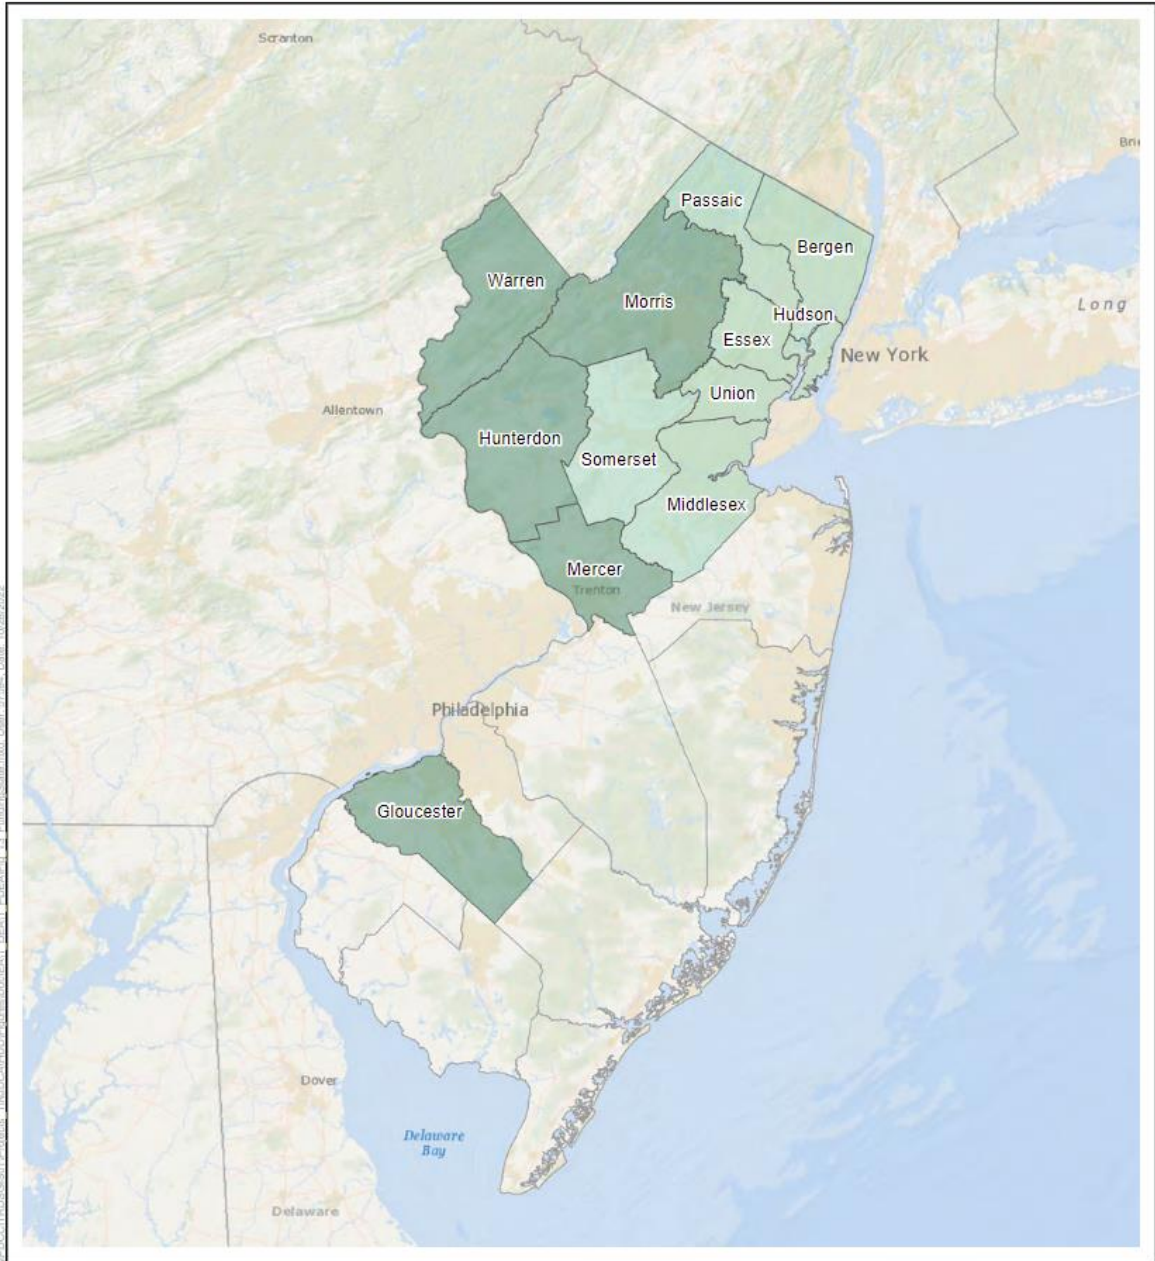 Scranton
Passaic
Bergen
Warren
Morris
Hudson
Long
Essex
New York
Union
Allentown
Hunterdon
Somerset
Middlesex
Mercer
Trenton
New Jersey
Philadelphia
Gloucester
Dover
Delaware
Bay
Delaware